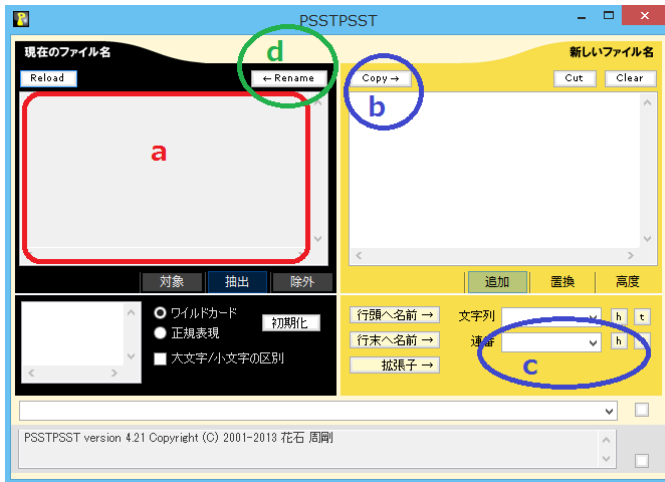 PSSTPSST
現在のファイル名
新しいファイル名
d
Reload
←Rename
Copy→
Cut
Clear
a
b
対象
抽出
除外
追加
置換
高度
ワイルドカード
正規表現
初期化
大文字/小文字の区別
行頭へ名前→
文字列
h
t
行末へ名前→
連番
h
拡張子→
c
PSSTPSST version 4.21 Copyright (C) 2001-2013 花石 周剛